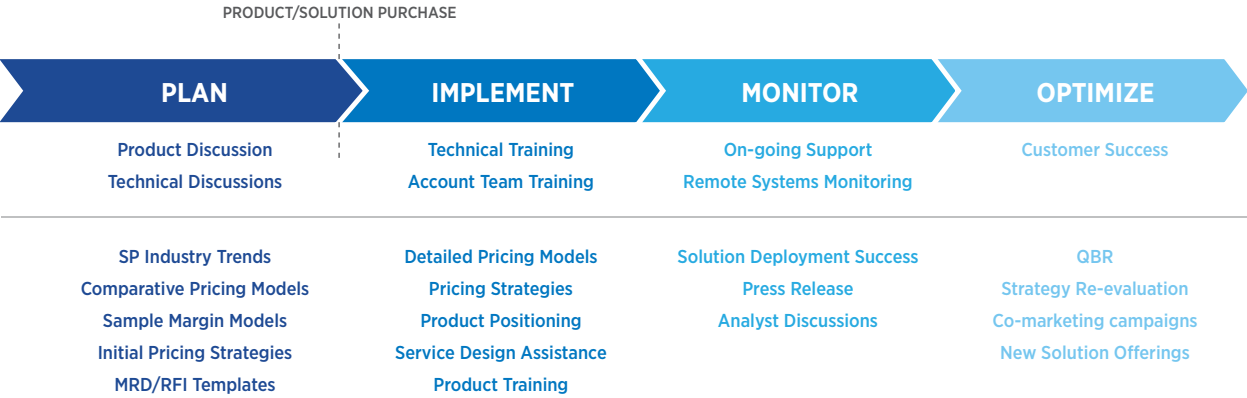 PRODUCT/SOLUTION PURCHASE
PLAN
IMPLEMENT
MONITOR
OPTIMIZE
Product Discussion
Technical Discussions
Technical Training
Account Team Training
On-going Support
Remote Systems Monitoring
Customer Success
SP Industry Trends
Comparative Pricing Models
Sample Margin Models
Initial Pricing Strategies
MRD/RFI Templates
Detailed Pricing Models
Pricing Strategies
Product Positioning
Service Design Assistance
Product Training
Solution Deployment Success
Press Release
Analyst Discussions
QBR
Strategy Re-evaluation
Co-marketing campaigns
New Solution Offerings